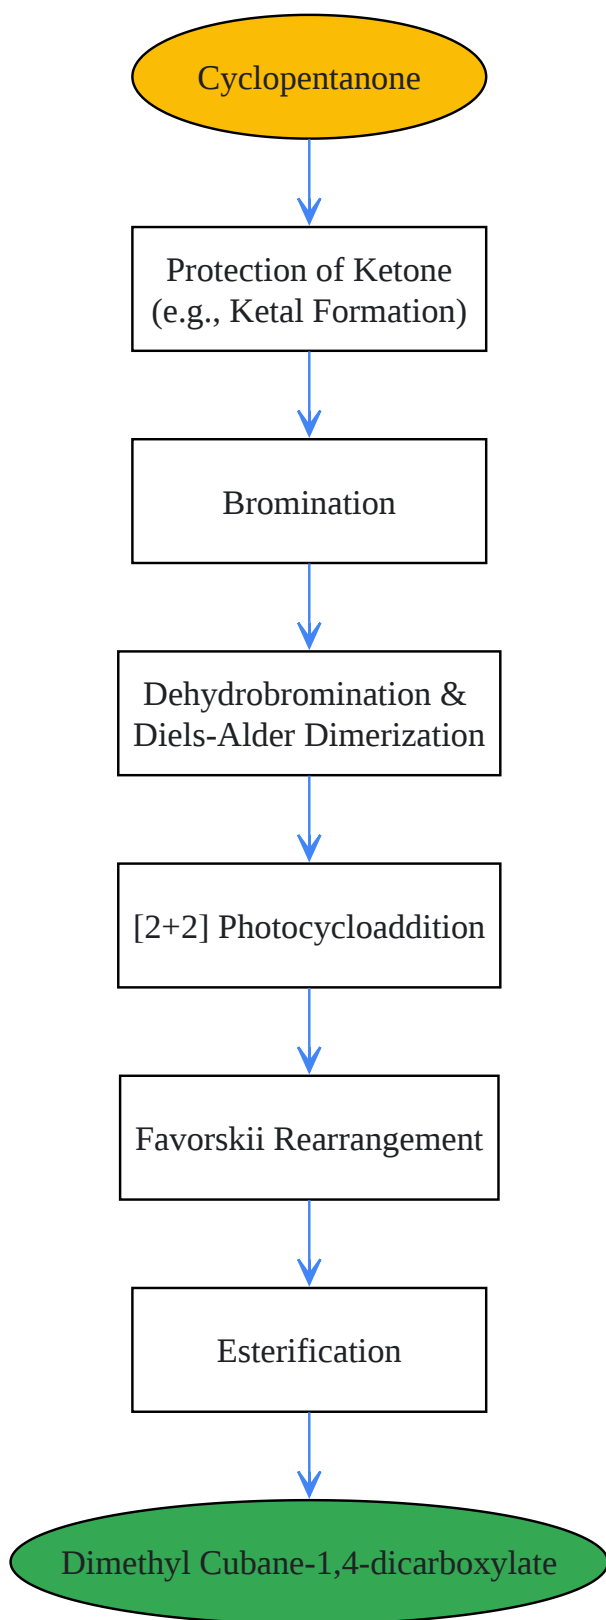 Cyclopentanone
Protection of Ketone
(e.g., Ketal Formation)
Bromination
Dehydrobromination &
Diels-Alder Dimerization
[2+2] Photocycloaddition
Favorskii Rearrangement
Esterification
Dimethyl Cubane-1,4-dicarboxylate